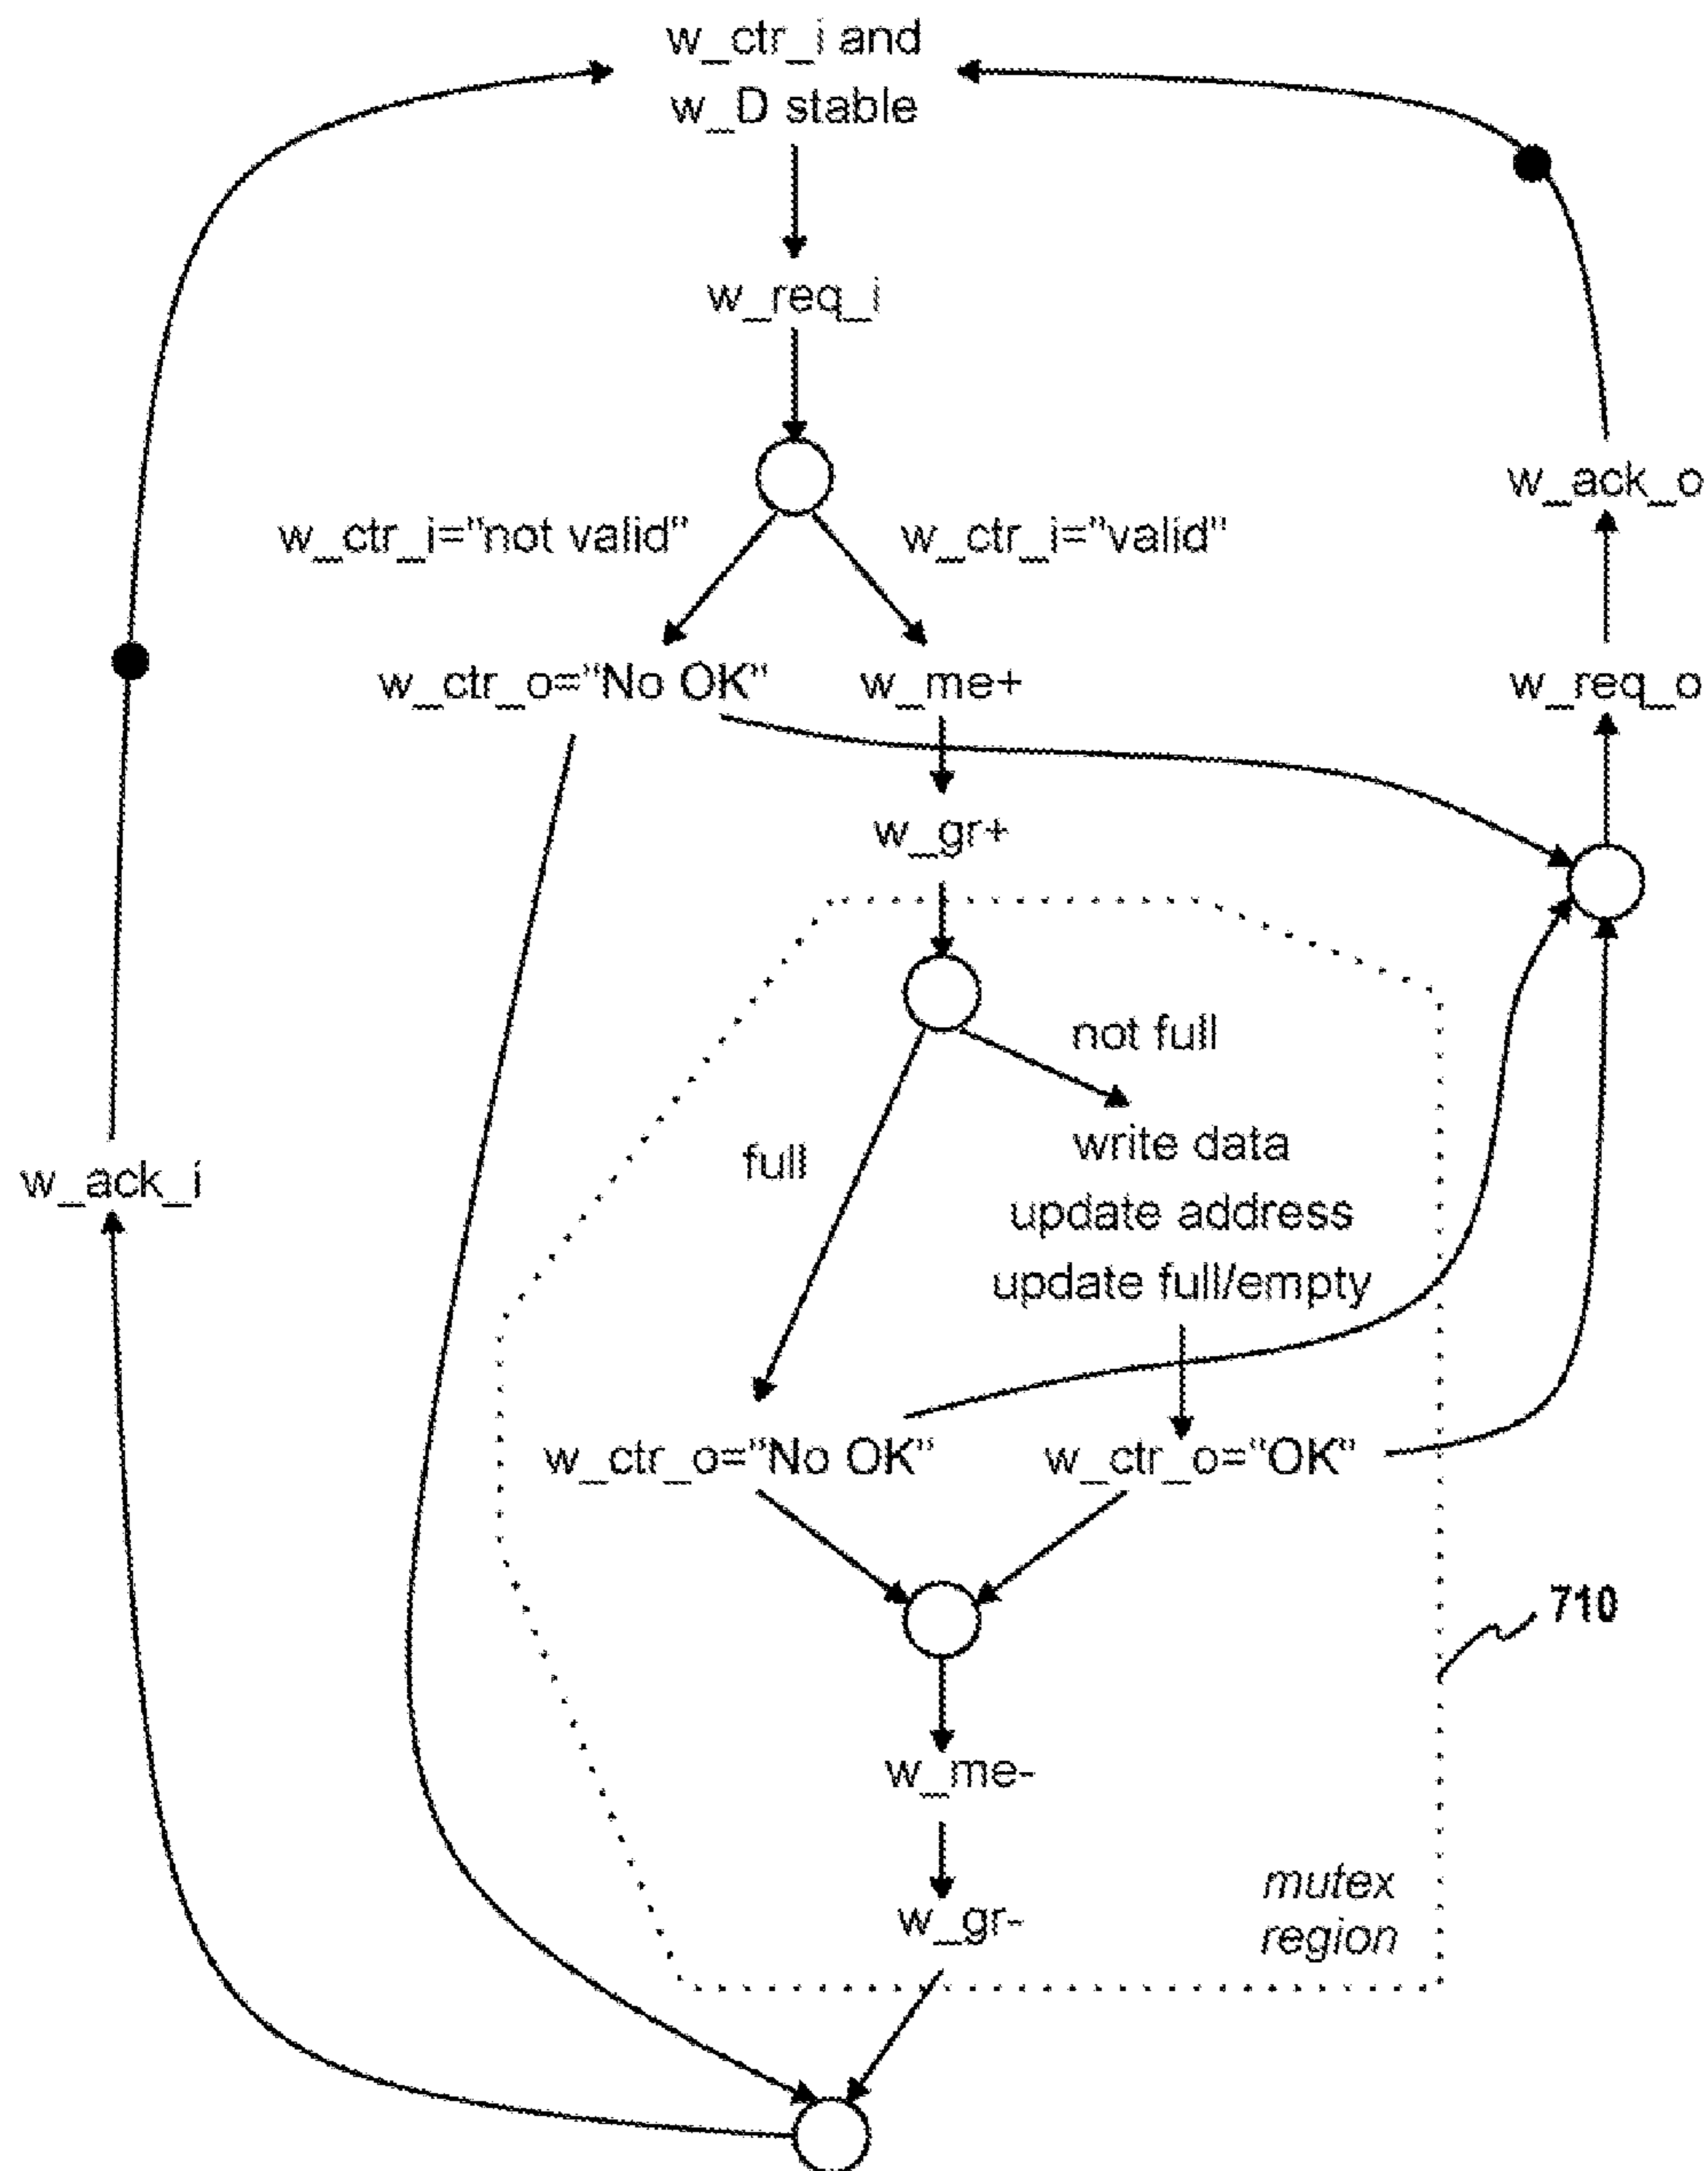 w_ctr_i and
w_D stable
w_req_i
w_ctr_i="not valid"
w_ctr_i="valid"
w_ack_o
w_ctr_o="No OK"
w_me+
w_req_o
w_gr+
not full
full
write data
update address
update full/empty
w_ack_i
w_ctr_o="No OK"
w_ctr_o="OK"
710
w_me-
w_gr-
mutex
region